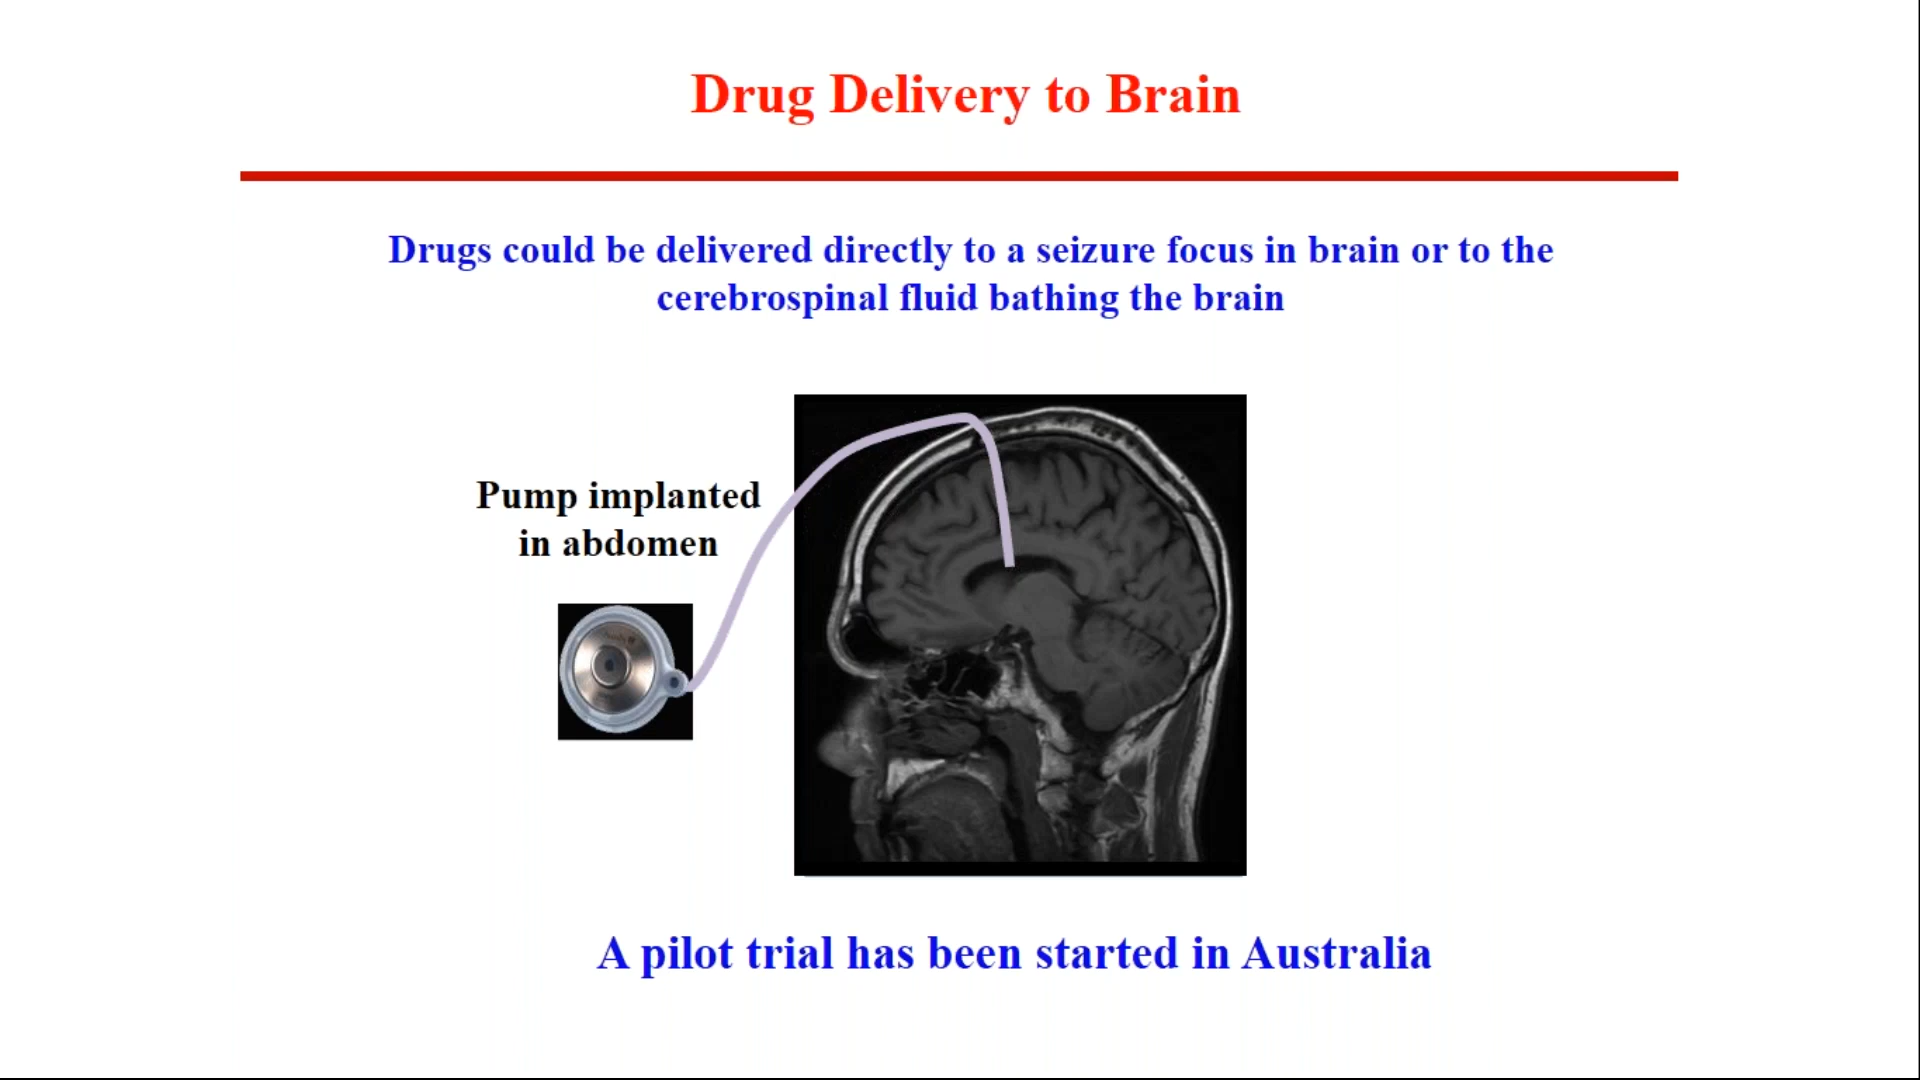 Drug Delivery to Brain
Drugs could be delivered directly to a seizure focus in brain or to the
cerebrospinal fluid bathing the brain
Pump implanted
in abdomen
A pilot trial has been started in Australia